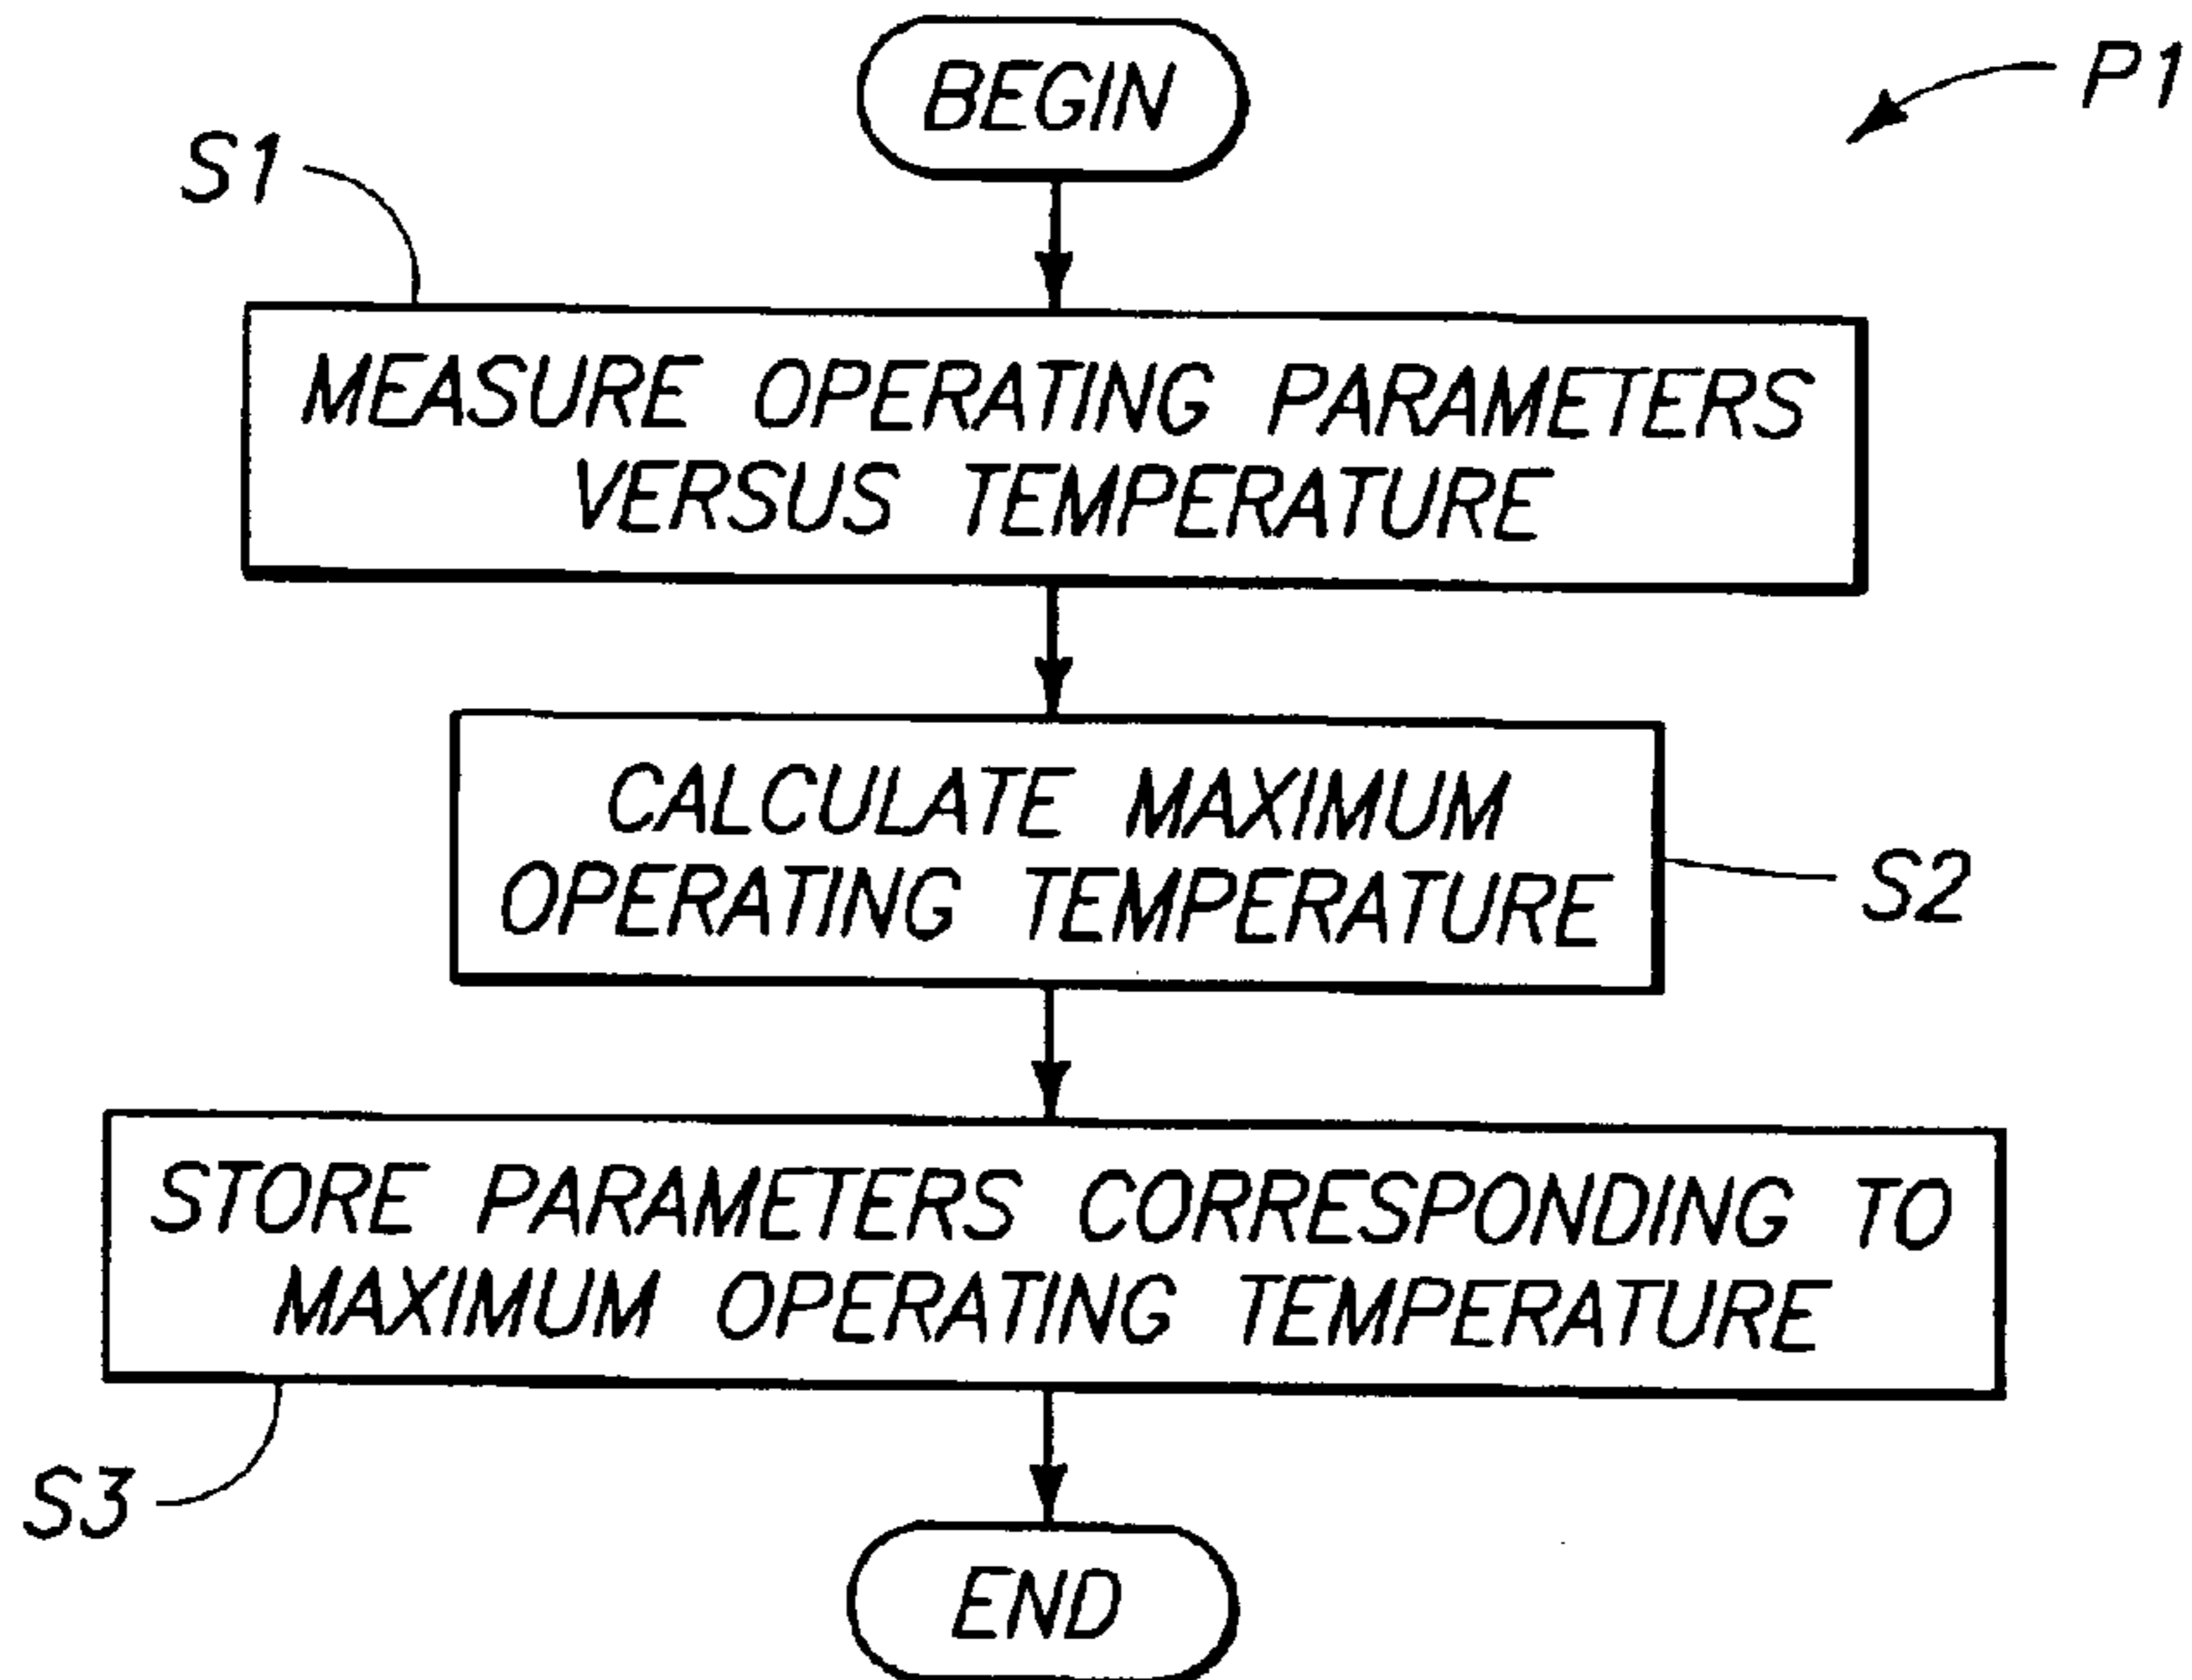 BEGIN
P1
S1
MEASURE OPERATING PARAMETERS
VERSUS TEMPERATURE
CALCULATE MAXIMUM
OPERATING TEMPERATURE
S2
STORE PARAMETERS CORRESPONDING TO
MAXIMUM OPERATING TEMPERATURE
S3
END